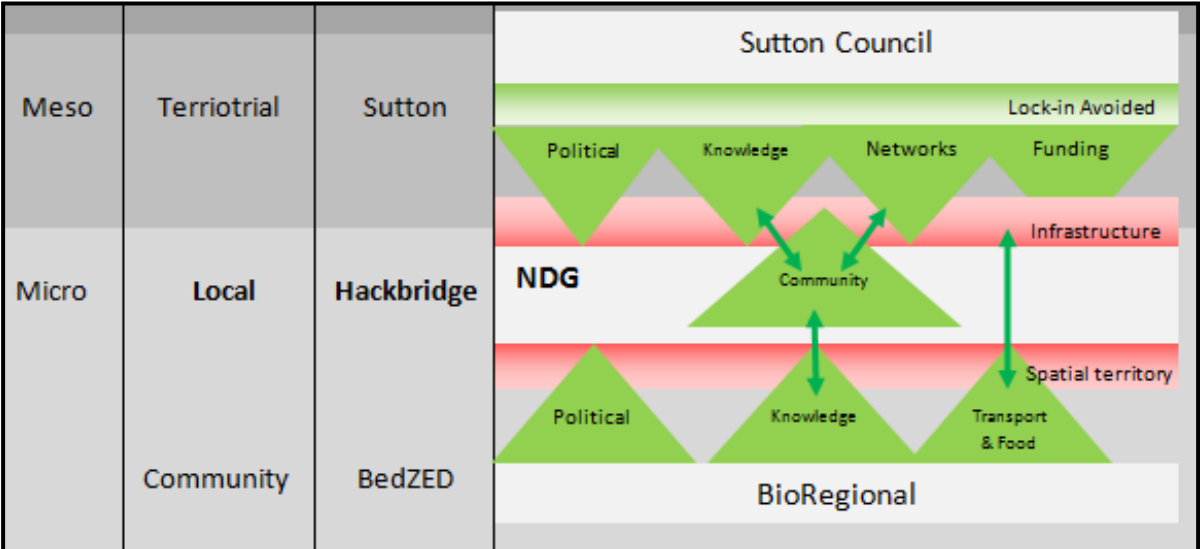 Sutton Council
Meso
Terriotrial
Sutton
Lock-in Avoided
Political
Knowledge
Networks
Funding
Infrastructure
Micro
Local
Hackbridge
NDG
Community
Spatial territory
Political
Knowledge
Transport
& Food
Community
BedZED
BioRegional